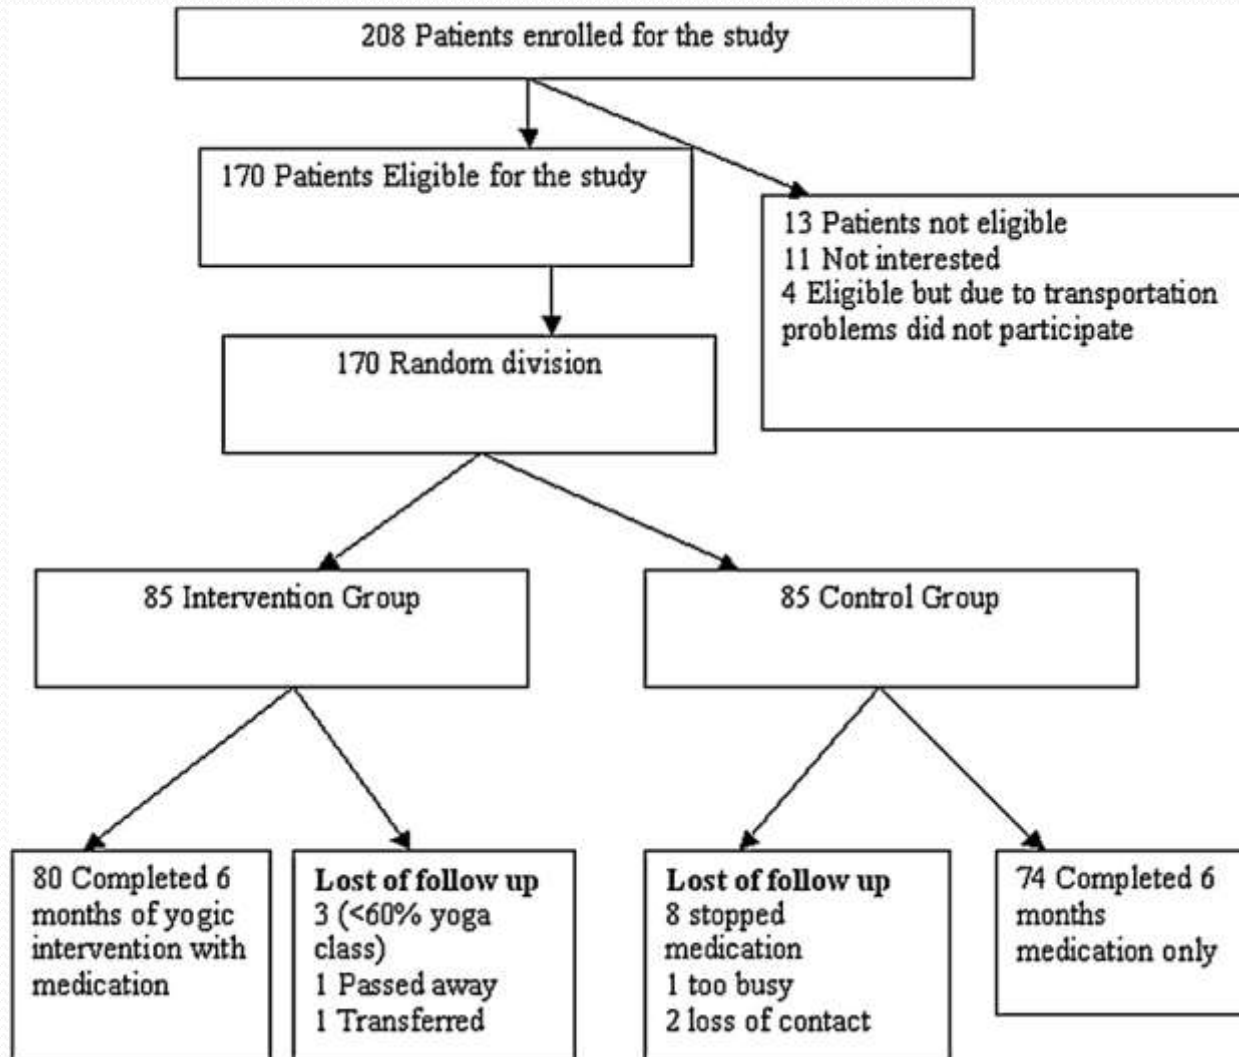 208 Patients enrolled for the study
170 Patients Eligible for the study
13 Patients not eligible
11 Not interested
4 Eligible but due to transportation
problems did not participate
170 Random division
85 Intervention Group
85 Control Group
80 Completed 6
months of yogic
intervention with
medication
Lost of follow up
3 (<60% yoga
class)
1 Passed away
1 Transferred
Lost of follow up
8 stopped
medication
1 too busy
2 loss of contact
74 Completed 6
months
medication only